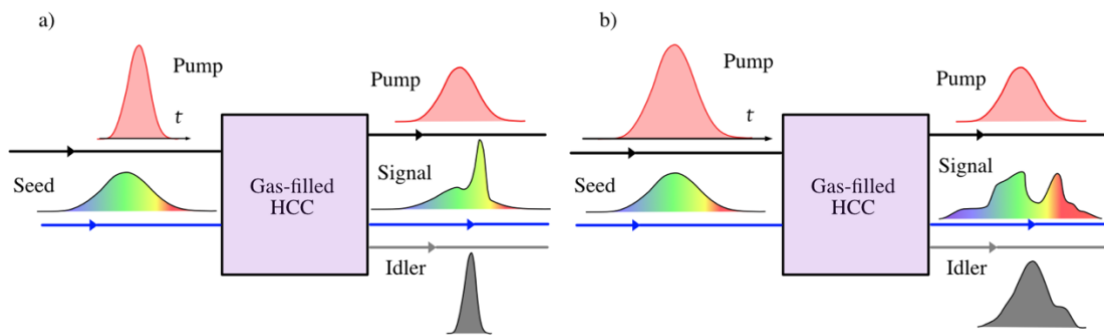 a)
Pump
t
Pump
Seed
Gas-filled
HCC
Signal
Idler
b)
Pump
t
Pump
Seed
Gas-filled
HCC
Signal
Idler